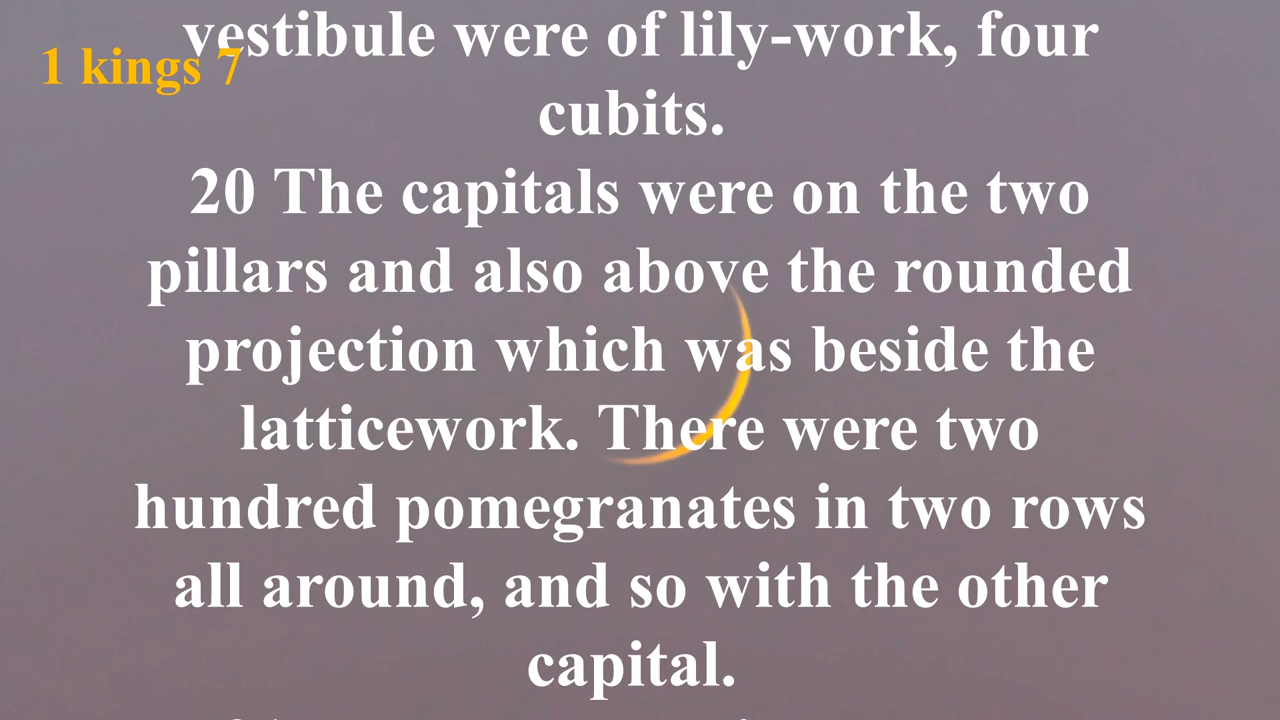 vestibule were of lily-work, four
1 kings 7
cubits.
20 The capitals were on the two
pillars and also above the rounded
projection which was beside the
latticework. There were two
hundred pomegranates in two rows
all around, and so with the other
capital.